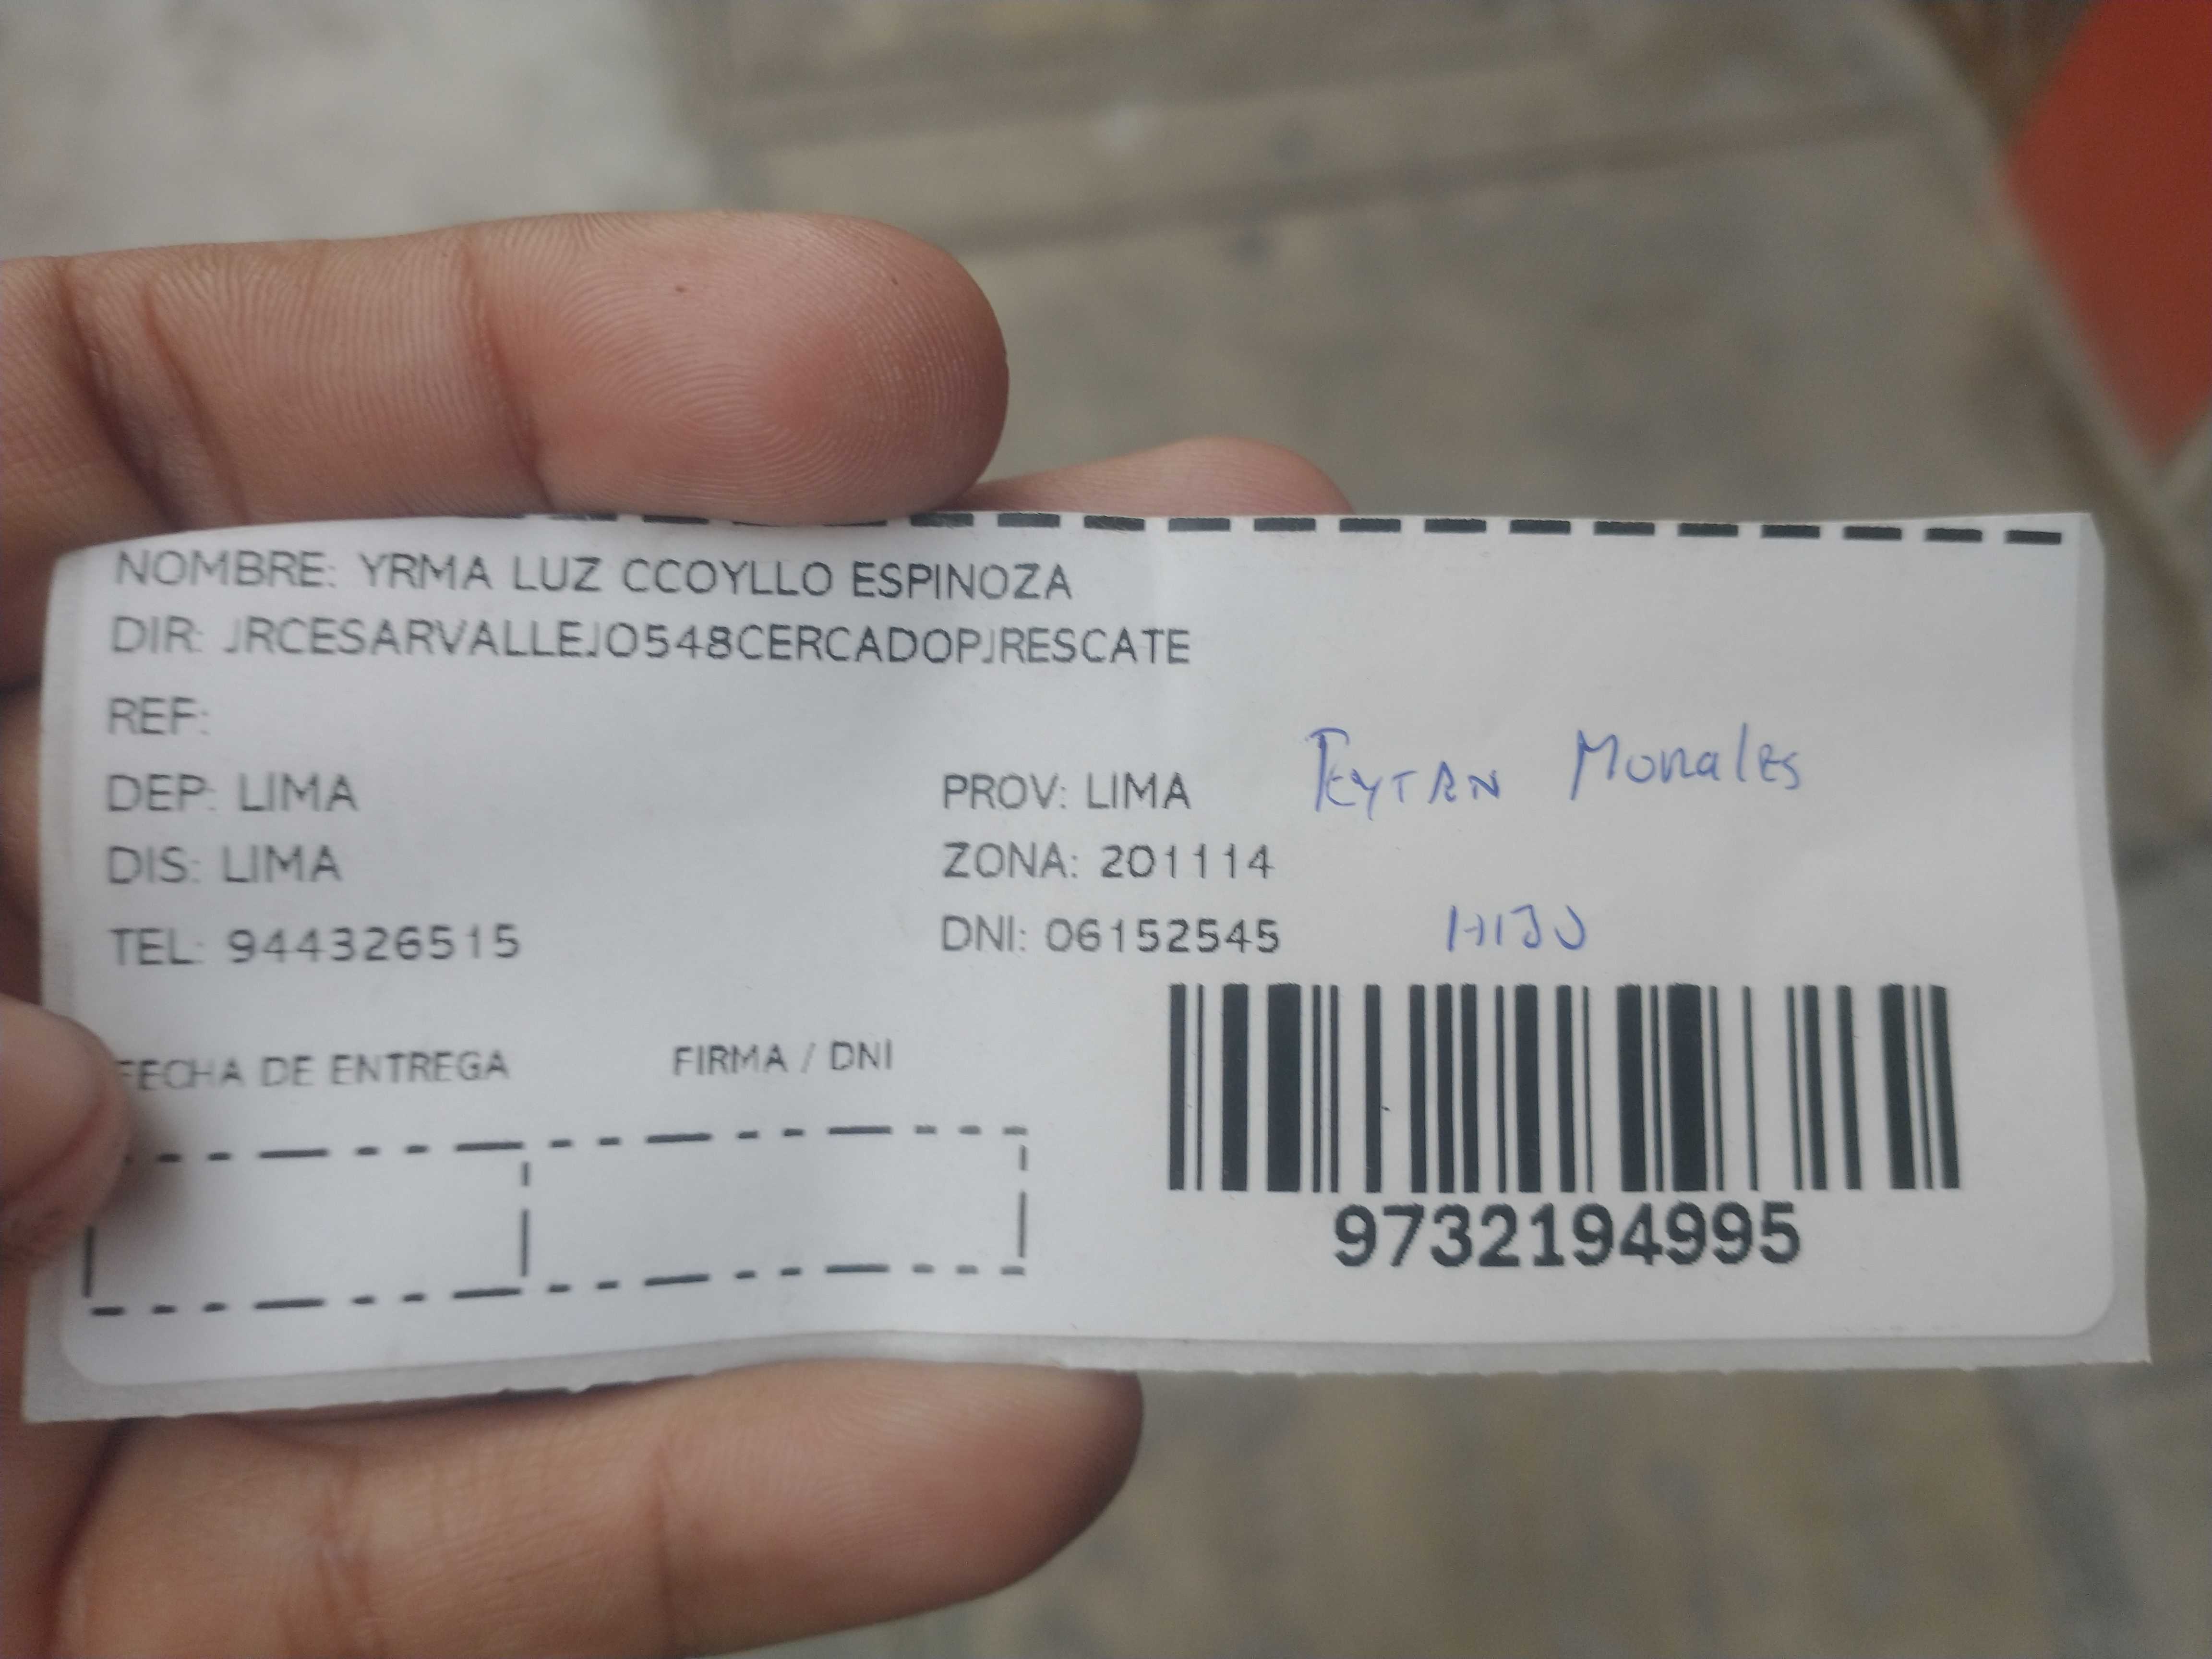 NOMBRE: YRMA LUZ CCOYLLO ESPINOZA
DIR: JRCESARVALLEJO548CERCADOPJRESCATE
REF:
DEP: LIMA
PROV: LIMA
Morales
DIS: LIMA
ZONA: 201114
TEL: 944326515
DNI: 06152545
HIJO
FECHA DE ENTREGA
FIRMA / DNI
9732194995